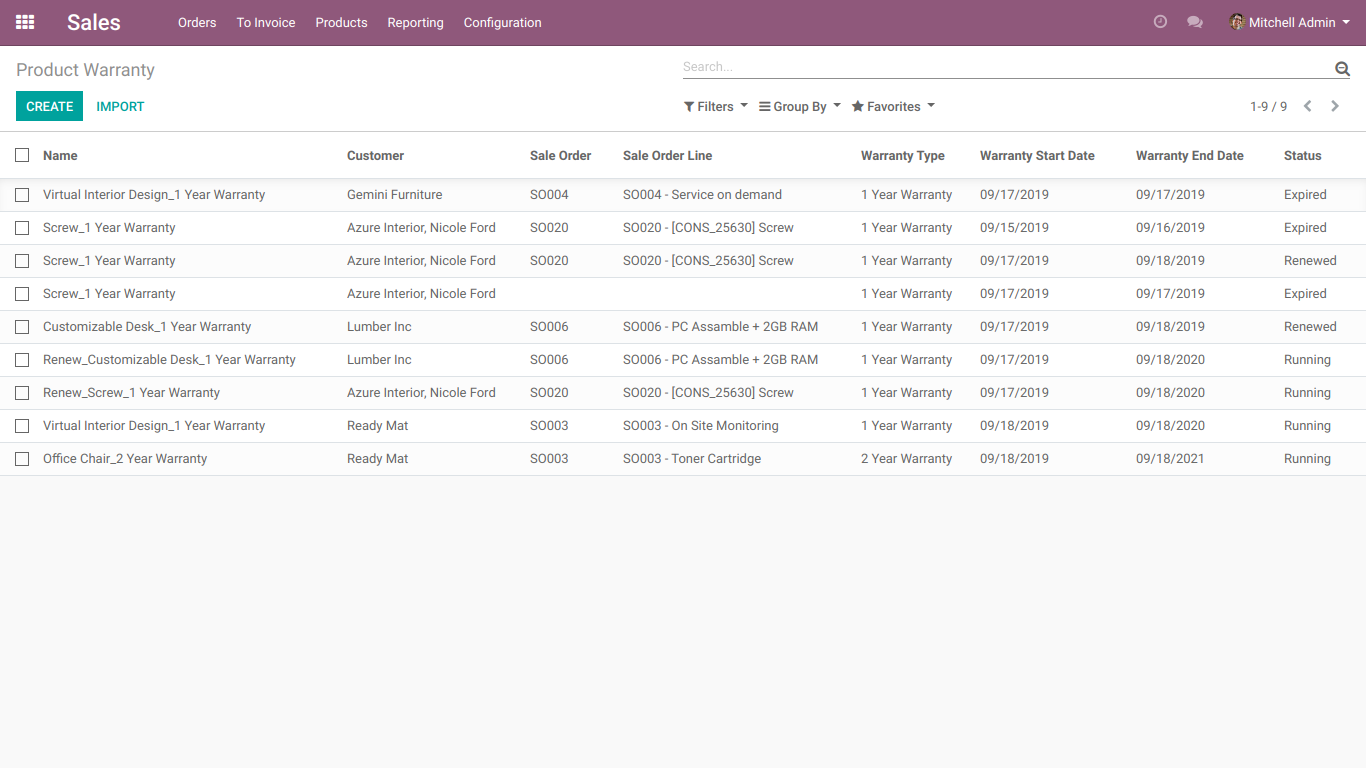 Sales Orders To Invoice Products Reporting Configuration Mitchell Admin
Product Warranty Search...
CREATE IMPORT Filters Group By Favorites 1-9 / 9
Name Customer Sale Order Sale Order Line Warranty Type Warranty Start Date Warranty End Date Status
Virtual Interior Design_1 Year Warranty Gemini Furniture SO004 SO004 - Service on demand 1 Year Warranty 09/17/2019 09/17/2019 Expired
Screw_1 Year Warranty Azure Interior, Nicole Ford SO020 SO020 - [CONS_25630] Screw 1 Year Warranty 09/15/2019 09/16/2019 Expired
Screw_1 Year Warranty Azure Interior, Nicole Ford SO020 SO020 - [CONS_25630] Screw 1 Year Warranty 09/17/2019 09/18/2019 Renewed
Screw_1 Year Warranty Azure Interior, Nicole Ford 1 Year Warranty 09/17/2019 09/17/2019 Expired
Customizable Desk_1 Year Warranty Lumber Inc SO006 SO006 - PC Assamble + 2GB RAM 1 Year Warranty 09/17/2019 09/18/2019 Renewed
Renew_Customizable Desk_1 Year Warranty Lumber Inc SO006 SO006 - PC Assamble + 2GB RAM 1 Year Warranty 09/17/2019 09/18/2020 Running
Renew_Screw_1 Year Warranty Azure Interior, Nicole Ford SO020 SO020 - [CONS_25630] Screw 1 Year Warranty 09/17/2019 09/18/2020 Running
Virtual Interior Design_1 Year Warranty Ready Mat SO003 SO003 - On Site Monitoring 1 Year Warranty 09/18/2019 09/18/2020 Running
Office Chair_2 Year Warranty Ready Mat SO003 SO003 - Toner Cartridge 2 Year Warranty 09/18/2019 09/18/2021 Running